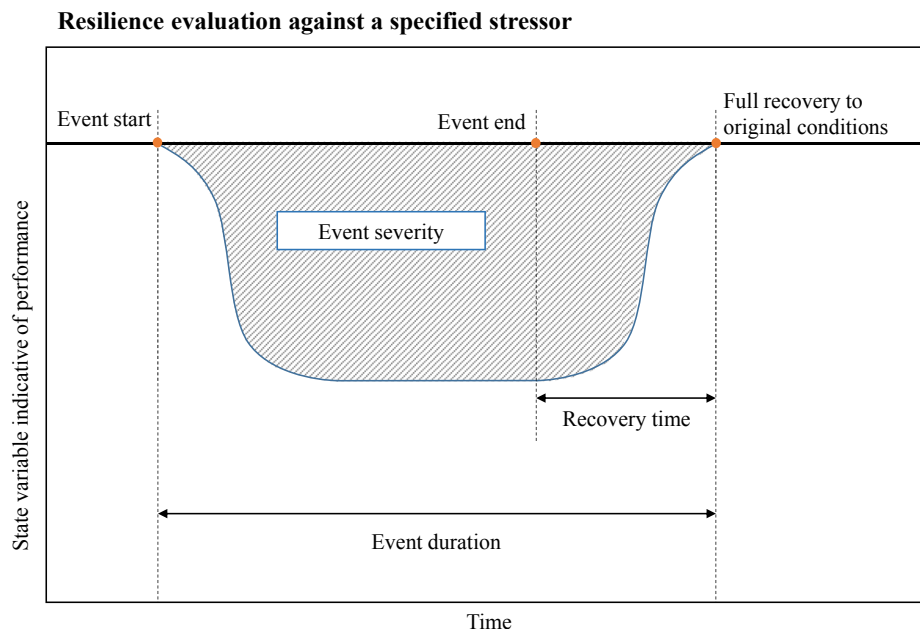 Resilience evaluation against a specified stressor
Event start
Event end
Full recovery to
original conditions
Event severity
State variable indicative of performance
Recovery time
Event duration
Time